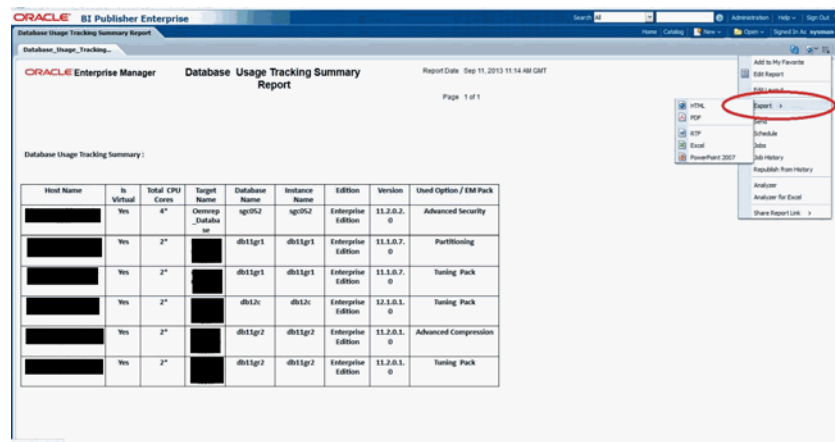 ORACLE BI Publisher Enterprise
Search All
Administration Help Sign Out
Database Usage Tracking Summary Report
Home Catalog New Open Signed In As sysman
Database_Usage_Tracking...
ORACLE Enterprise Manager
Database Usage Tracking Summary
Report
Report Date Sep 11, 2013 11:14 AM GMT
Page 1 of 1
Add to My Favorite
Edit Report
Edit Layout
Export
Send
Schedule
Jobs
Job History
Republish from History
Analyzer
Analyzer for Excel
Share Report Link
HTML
PDF
RTF
Excel
PowerPoint 2007
Database Usage Tracking Summary :
Host Name Is Virtual Total CPU Cores Target Name Database Name Instance Name Edition Version Used Option / EM Pack
Yes 4* Oemrep_Database sgc052 sgc052 Enterprise Edition 11.2.0.2.0 Advanced Security
Yes 2* db11gr1 db11gr1 Enterprise Edition 11.1.0.7.0 Partitioning
Yes 2* db11gr1 db11gr1 Enterprise Edition 11.1.0.7.0 Tuning Pack
Yes 2* db12c db12c Enterprise Edition 12.1.0.1.0 Tuning Pack
Yes 2* db11gr2 db11gr2 Enterprise Edition 11.2.0.1.0 Advanced Compression
Yes 2* db11gr2 db11gr2 Enterprise Edition 11.2.0.1.0 Tuning Pack